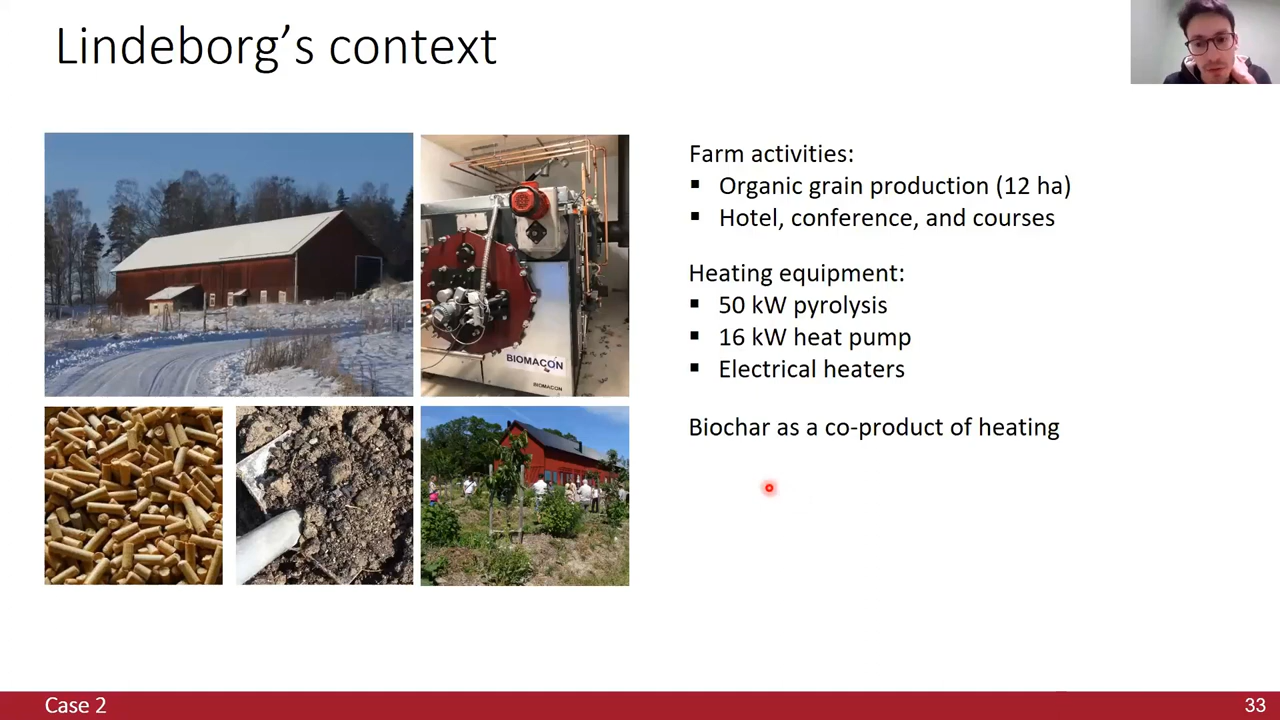 Lindeborg's context
BIOMACON
BIOMACON
Farm activities:
▪ Organic grain production (12 ha)
▪ Hotel, conference, and courses
Heating equipment:
▪ 50 kW pyrolysis
▪ 16 kW heat pump
▪ Electrical heaters
Biochar as a co-product of heating
Case 2
33